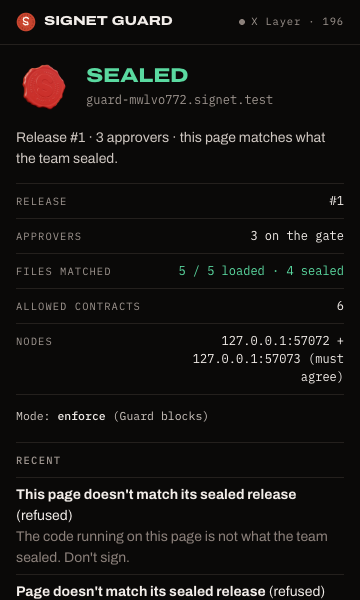 SIGNET GUARD
● X Layer · 196
SEALED
guard-mwlvo772.signet.test
Release #1 · 3 approvers · this page matches what
the team sealed.
RELEASE #1
APPROVERS 3 on the gate
FILES MATCHED 5 / 5 loaded · 4 sealed
ALLOWED CONTRACTS 6
NODES 127.0.0.1:57072 +
127.0.0.1:57073 (must
agree)
Mode: enforce (Guard blocks)
RECENT
This page doesn't match its sealed release
(refused)
The code running on this page is not what the team
sealed. Don't sign.
Page doesn't match its sealed release (refused)